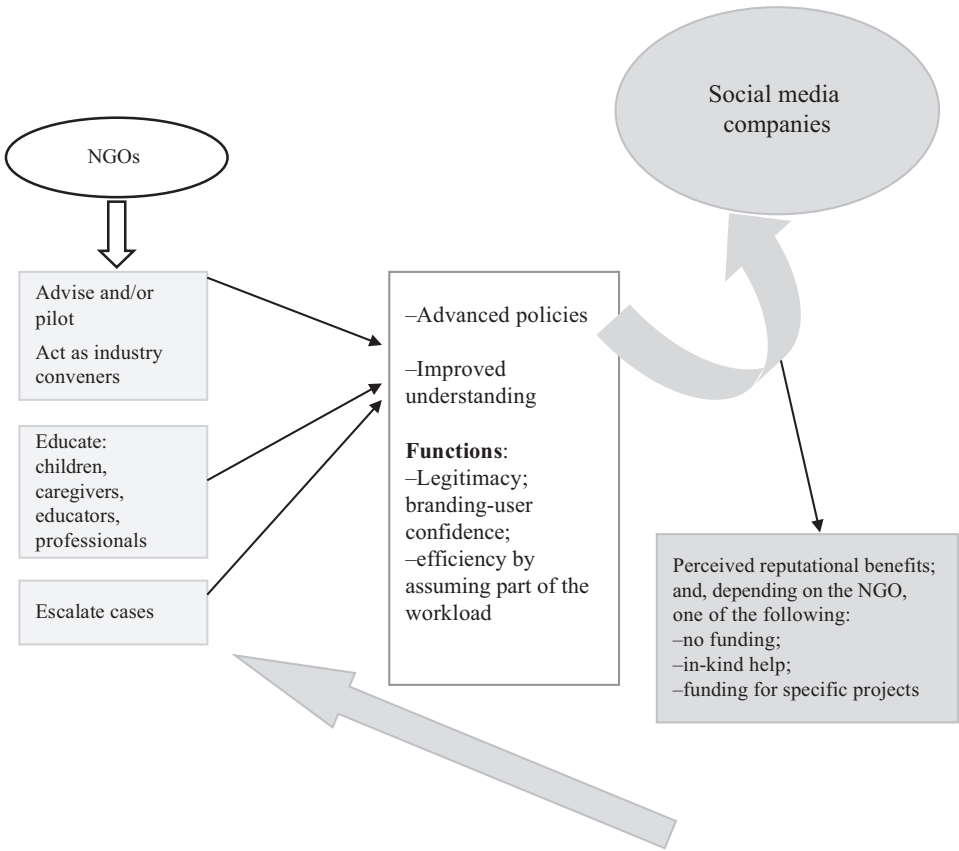 Social media
companies
NGOs
Advise and/or
pilot
Act as industry
conveners
Educate:
children,
caregivers,
educators,
professionals
Escalate cases
–Advanced policies
–Improved
understanding
Functions:
–Legitimacy;
branding-user
confidence;
–efficiency by
assuming part of the
workload
Perceived reputational benefits;
and, depending on the NGO,
one of the following:
–no funding;
–in-kind help;
–funding for specific projects